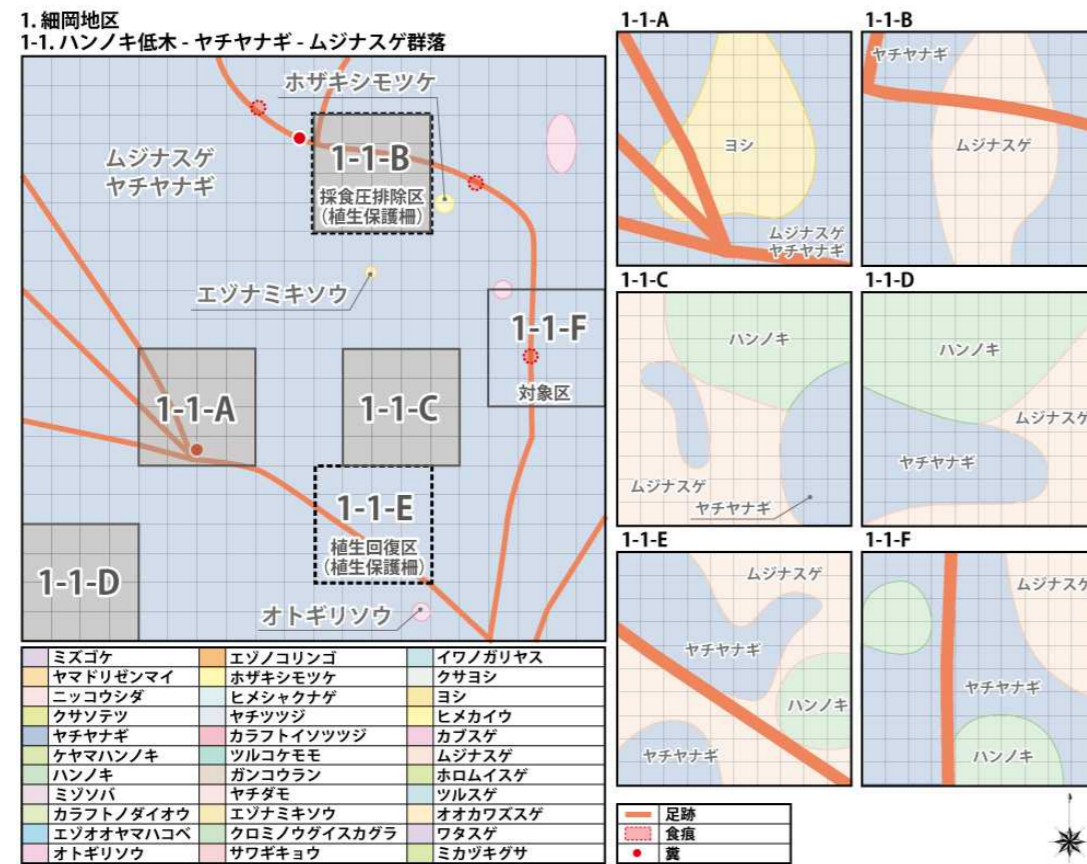 1. 細岡地区
1-1. ハンノキ低木 - ヤチヤナギ - ムジナスゲ群落
ホザキシモツケ
ムジナスゲ
ヤチヤナギ
1-1-B
採食圧排除区
(植生保護柵)
エゾナミキソウ
1-1-F
対象区
1-1-A
1-1-C
1-1-E
植生回復区
(植生保護柵)
1-1-D
オトギリソウ
1-1-A
ヨシ
ムジナスゲ
ヤチヤナギ
1-1-B
ヤチヤナギ
ムジナスゲ
1-1-C
ハンノキ
ムジナスゲ
ヤチヤナギ
1-1-D
ハンノキ
ムジナスゲ
ヤチヤナギ
1-1-E
ムジナスゲ
ヤチヤナギ
ハンノキ
ヤチヤナギ
1-1-F
ムジナスゲ
ヤチヤナギ
ハンノキ
ミズゴケ エゾノコリンゴ イワノガリヤス
ヤマドリゼンマイ ホザキシモツケ クサヨシ
ニッコウシダ ヒメシャクナゲ ヨシ
クサソテツ ヤチツツジ ヒメカイウ
ヤチヤナギ カラフトイソツツジ カブスゲ
ケヤマハンノキ ツルコケモモ ムジナスゲ
ハンノキ ガンコウラン ホロムイスゲ
ミゾソバ ヤチダモ ツルスゲ
カラフトノダイオウ エゾナミキソウ オオカワズスゲ
エゾオオヤマハコベ クロミノウグイスカグラ ワタスゲ
オトギリソウ サワギキョウ ミカヅキグサ
足跡
食痕
糞